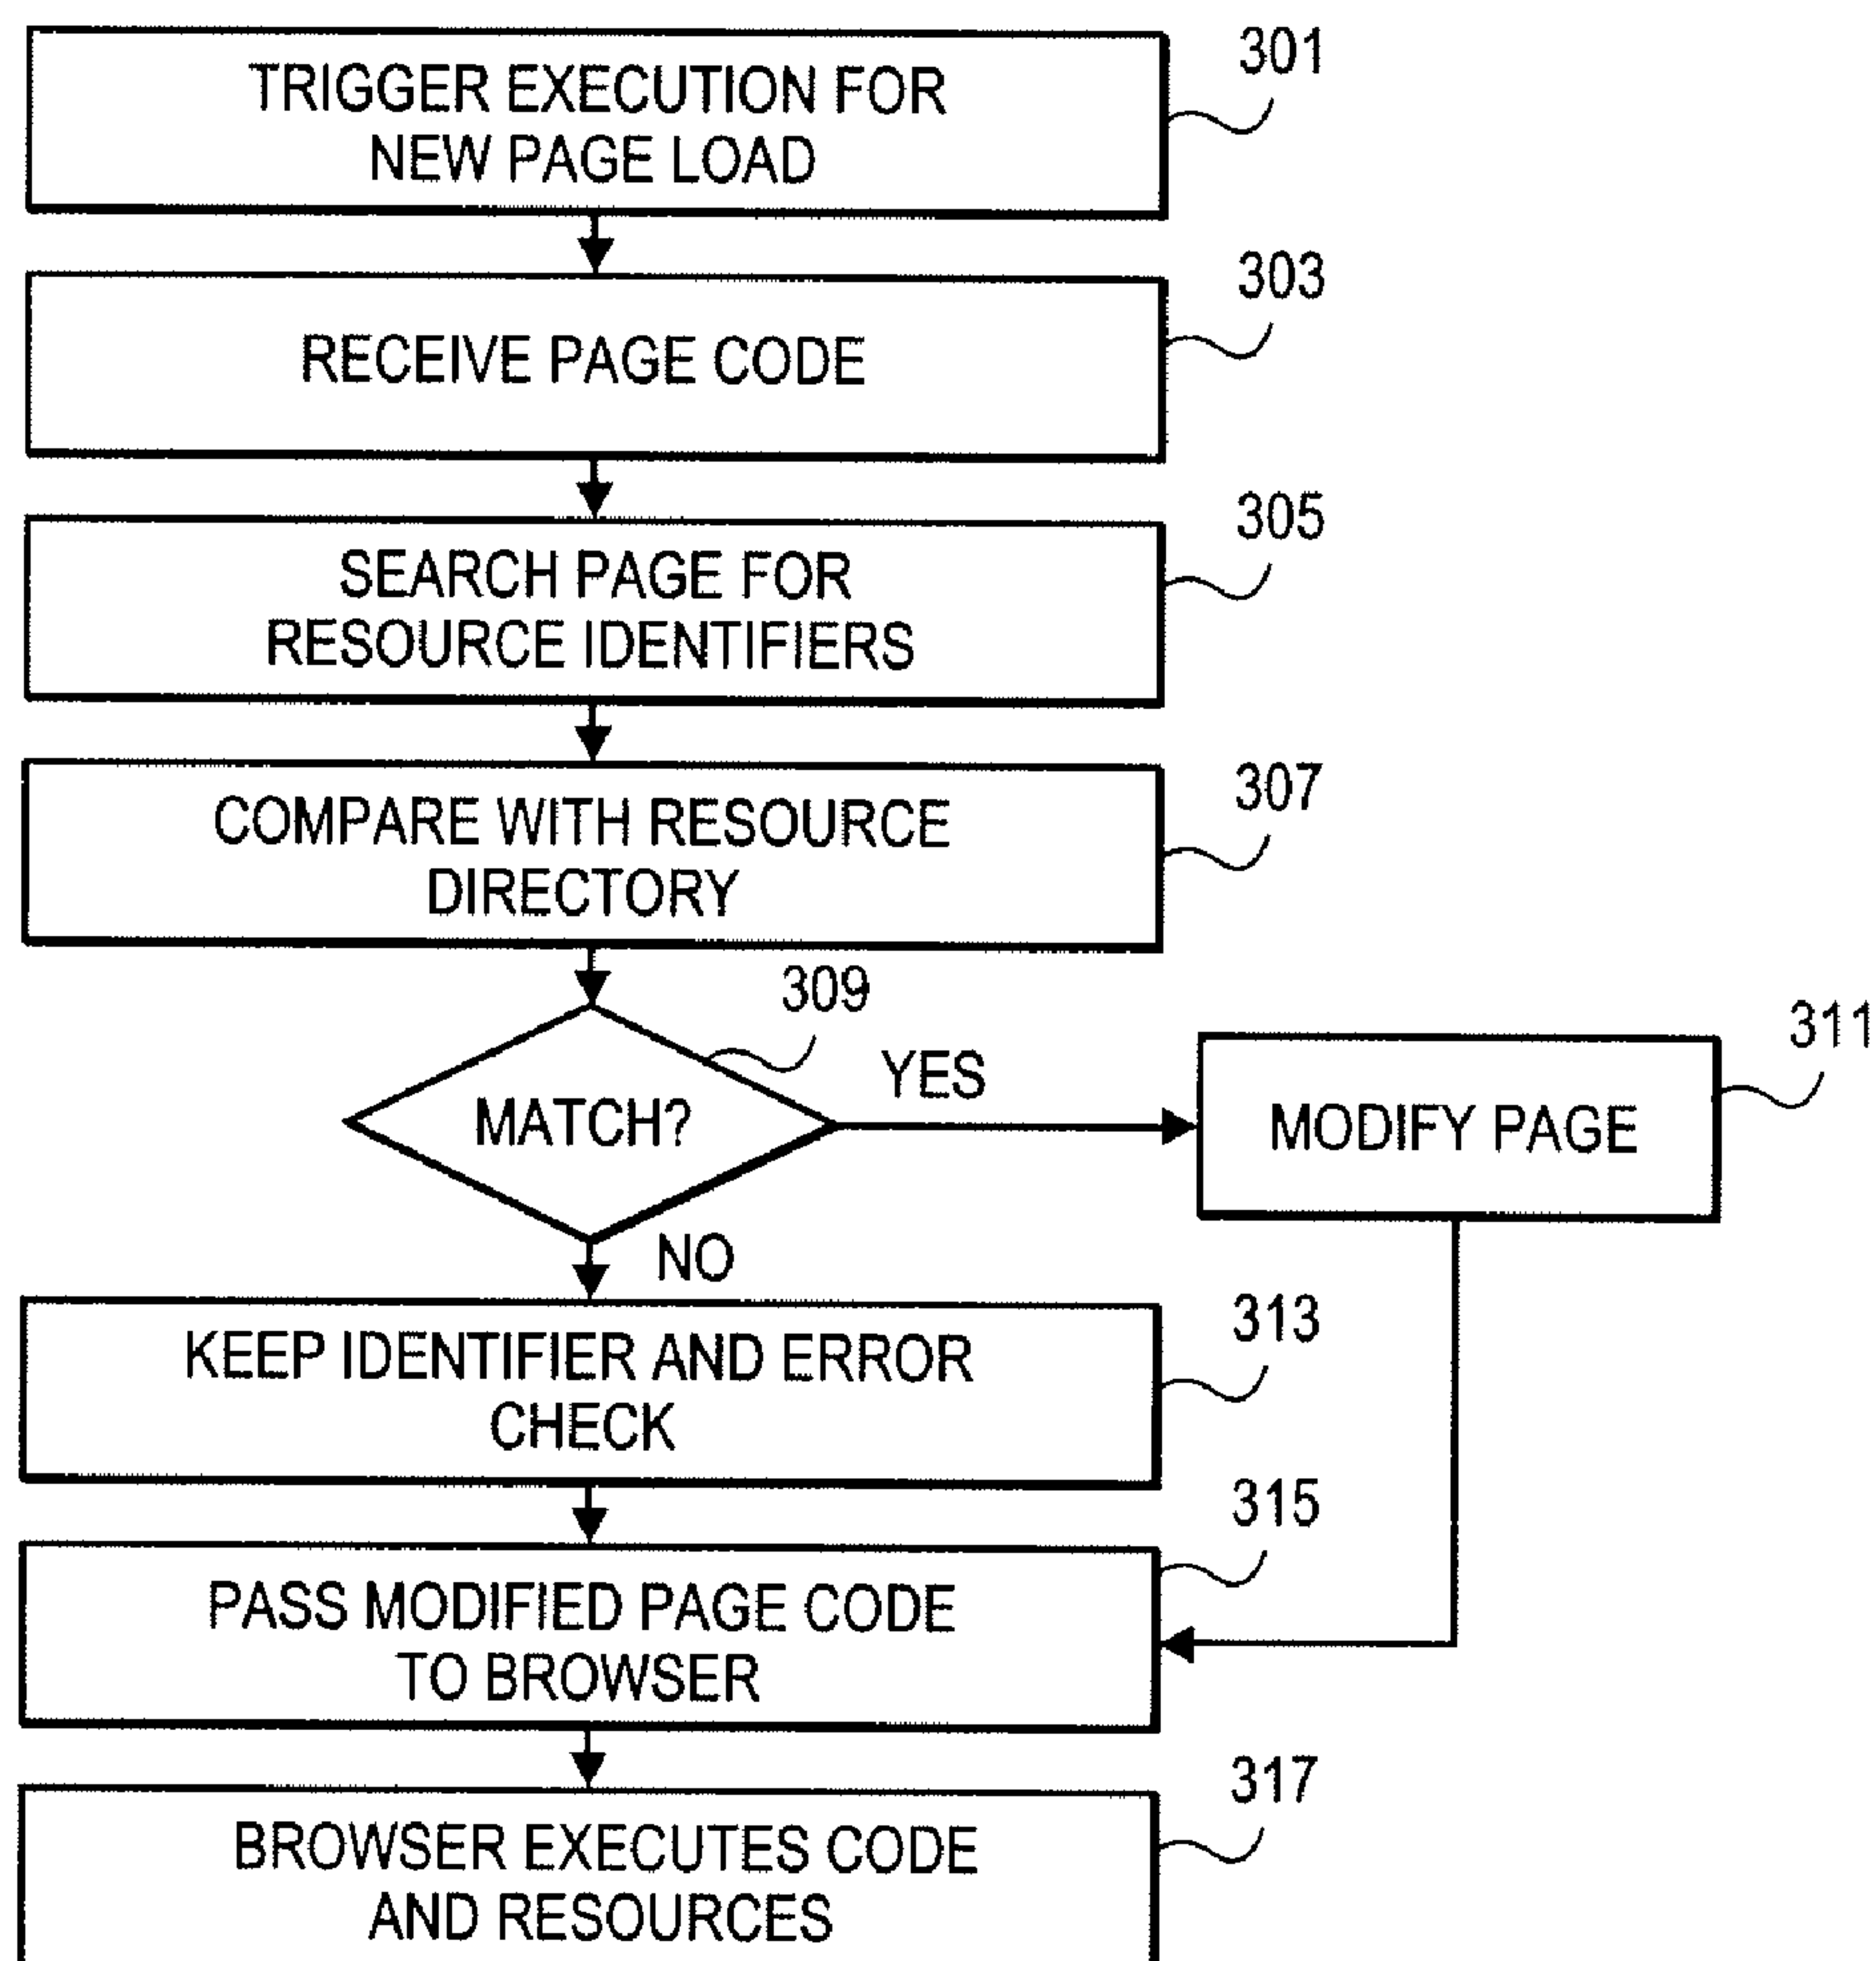 TRIGGER EXECUTION FOR
NEW PAGE LOAD
301
RECEIVE PAGE CODE
303
SEARCH PAGE FOR
RESOURCE IDENTIFIERS
305
COMPARE WITH RESOURCE
DIRECTORY
307
MATCH?
309
YES
MODIFY PAGE
311
NO
KEEP IDENTIFIER AND ERROR
CHECK
313
PASS MODIFIED PAGE CODE
TO BROWSER
315
BROWSER EXECUTES CODE
AND RESOURCES
317